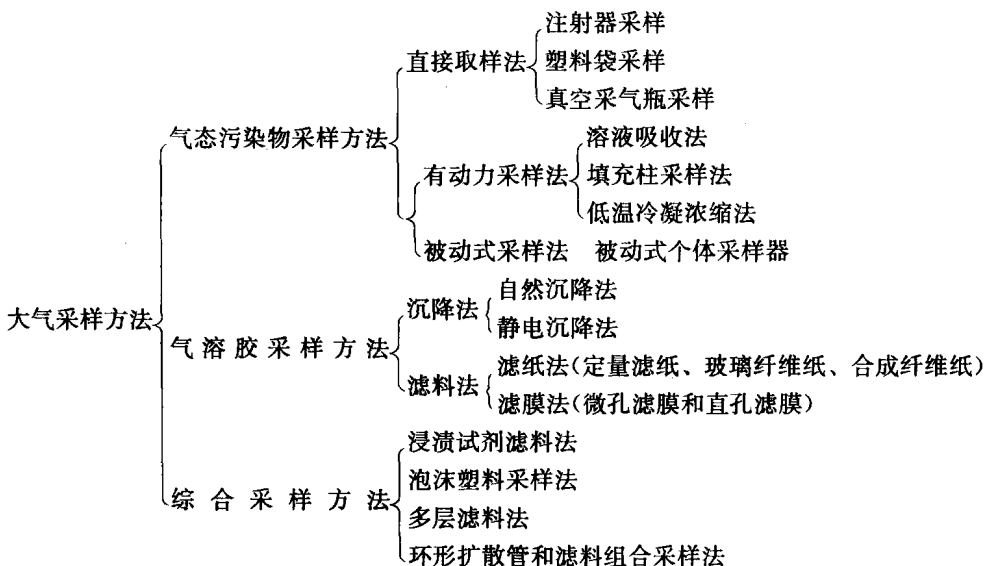 注射器采样
直接取样法
塑料袋采样
真空采气瓶采样
气态污染物采样方法
溶液吸收法
有动力采样法
填充柱采样法
低温冷凝浓缩法
被动式采样法 被动式个体采样器
大气采样方法
自然沉降法
沉降法
静电沉降法
气溶胶采样方法
滤纸法(定量滤纸、玻璃纤维纸、合成纤维纸)
滤料法
滤膜法(微孔滤膜和直孔滤膜)
浸渍试剂滤料法
泡沫塑料采样法
综合采样方法
多层滤料法
环形扩散管和滤料组合采样法